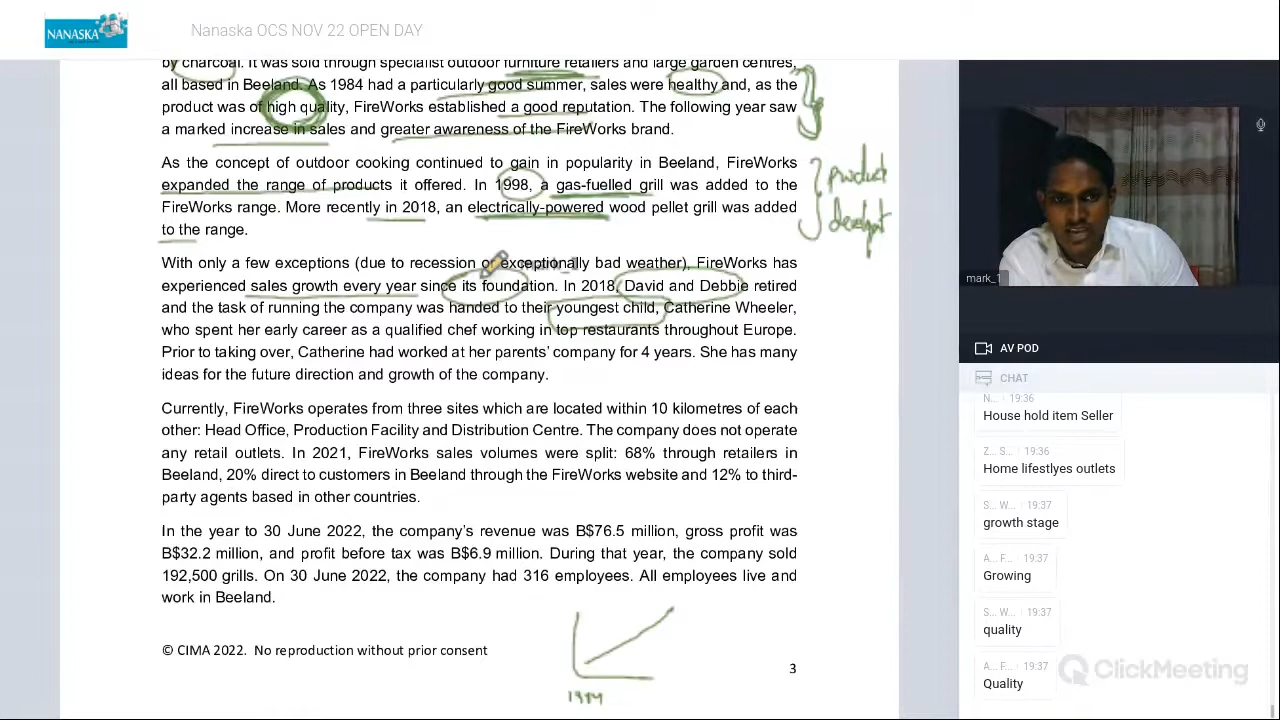 NANASKA
Nanaska OCS NOV 22 OPEN DAY
by charcoal. It was sold through specialist outdoor furniture retailers and large garden centres,
all based in Beeland. As 1984 had a particularly good summer, sales were healthy and, as the
product was of high quality, FireWorks established a good reputation. The following year saw
a marked increase in sales and greater awareness of the FireWorks brand.
As the concept of outdoor cooking continued to gain in popularity in Beeland, FireWorks
expanded the range of products it offered. In 1998, a gas-fuelled grill was added to the
FireWorks range. More recently in 2018, an electrically-powered wood pellet grill was added
to the range.
product
With only a few exceptions (due to recession or exceptionally bad weather), FireWorks has
experienced sales growth every year since its foundation. In 2018, David and Debbie retired
and the task of running the company was handed to their youngest child, Catherine Wheeler,
who spent her early career as a qualified chef working in top restaurants throughout Europe.
Prior to taking over, Catherine had worked at her parents' company for 4 years. She has many
ideas for the future direction and growth of the company.
Currently, FireWorks operates from three sites which are located within 10 kilometres of each
other: Head Office, Production Facility and Distribution Centre. The company does not operate
any retail outlets. In 2021, FireWorks sales volumes were split: 68% through retailers in
Beeland, 20% direct to customers in Beeland through the FireWorks website and 12% to third-
party agents based in other countries.
In the year to 30 June 2022, the company's revenue was B$76.5 million, gross profit was
B$32.2 million, and profit before tax was B$6.9 million. During that year, the company sold
192,500 grills. On 30 June 2022, the company had 316 employees. All employees live and
work in Beeland.
© CIMA 2022. No reproduction without prior consent
3
1984
mark_1
AV POD
CHAT
N... 19:36
House hold item Seller
Z... S... 19:36
Home lifestlyes outlets
S... W... 19:37
growth stage
A... F... 19:37
Growing
S... W... 19:37
quality
A... F... 19:37
Quality
ClickMeeting